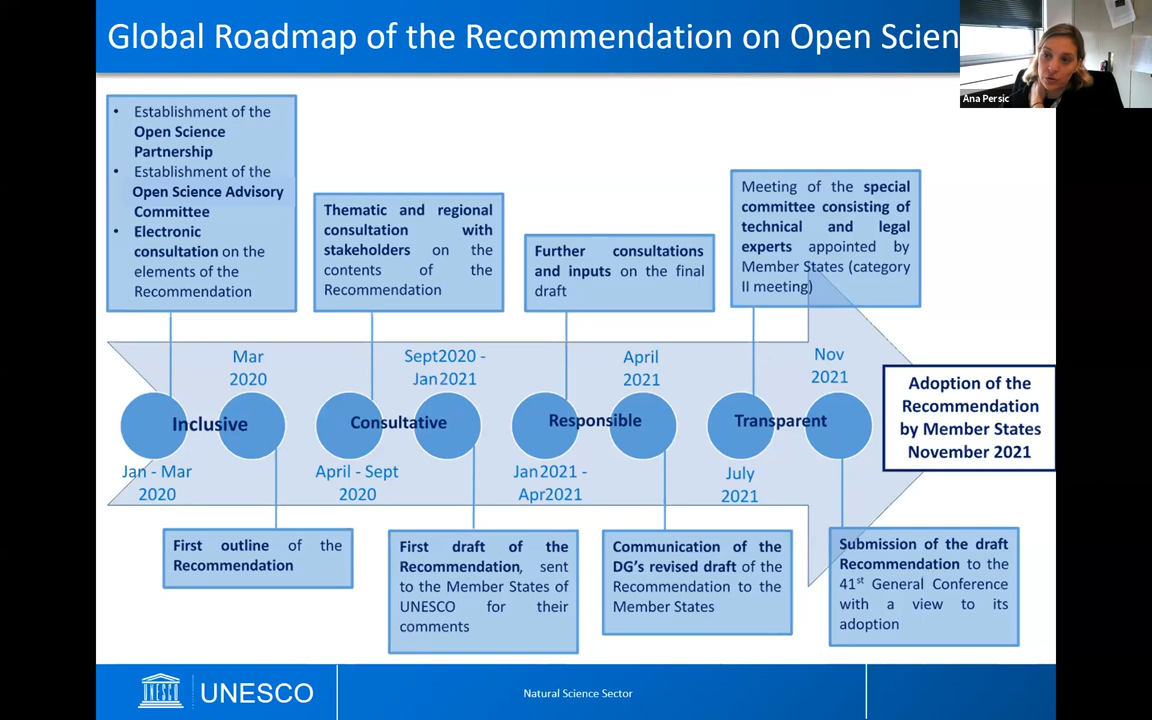 Global Roadmap of the Recommendation on Open Scien
Ana Persic
• Establishment of the
Open Science
Partnership
• Establishment of the
Open Science Advisory
Committee
• Electronic
consultation on the
elements of the
Recommendation
Thematic and regional
consultation with
stakeholders on the
contents of the
Recommendation
Further consultations
and inputs on the final
draft
Meeting of the special
committee consisting of
technical and legal
experts appointed by
Member States (category
II meeting)
Mar
2020
Sept2020 -
Jan2021
April
2021
Nov
2021
Inclusive
Consultative
Responsible
Transparent
Adoption of the
Recommendation
by Member States
November 2021
Jan - Mar
2020
April - Sept
2020
Jan2021 -
Apr2021
July
2021
First outline of the
Recommendation
First draft of the
Recommendation, sent
to the Member States of
UNESCO for their
comments
Communication of the
DG's revised draft of the
Recommendation to the
Member States
Submission of the draft
Recommendation to the
41st General Conference
with a view to its
adoption
UNESCO
Natural Science Sector